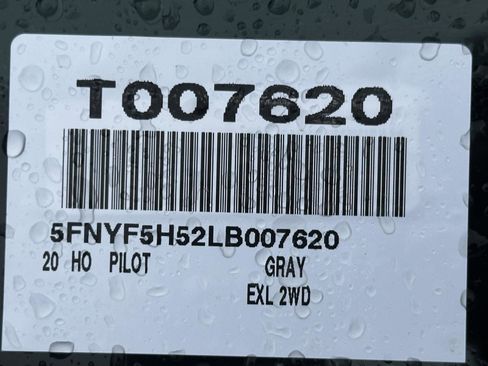 T007620
5FNYF5H52LB007620
20 HO PILOT GRAY
EXL 2WD